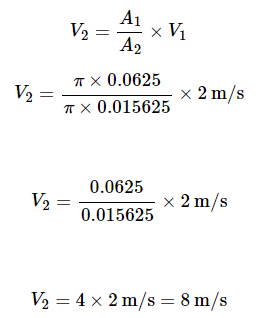 V₂ = A₁/A₂ × V₁
V₂ = (π × 0.0625)/(π × 0.015625) × 2 m/s
V₂ = 0.0625/0.015625 × 2 m/s
V₂ = 4 × 2 m/s = 8 m/s